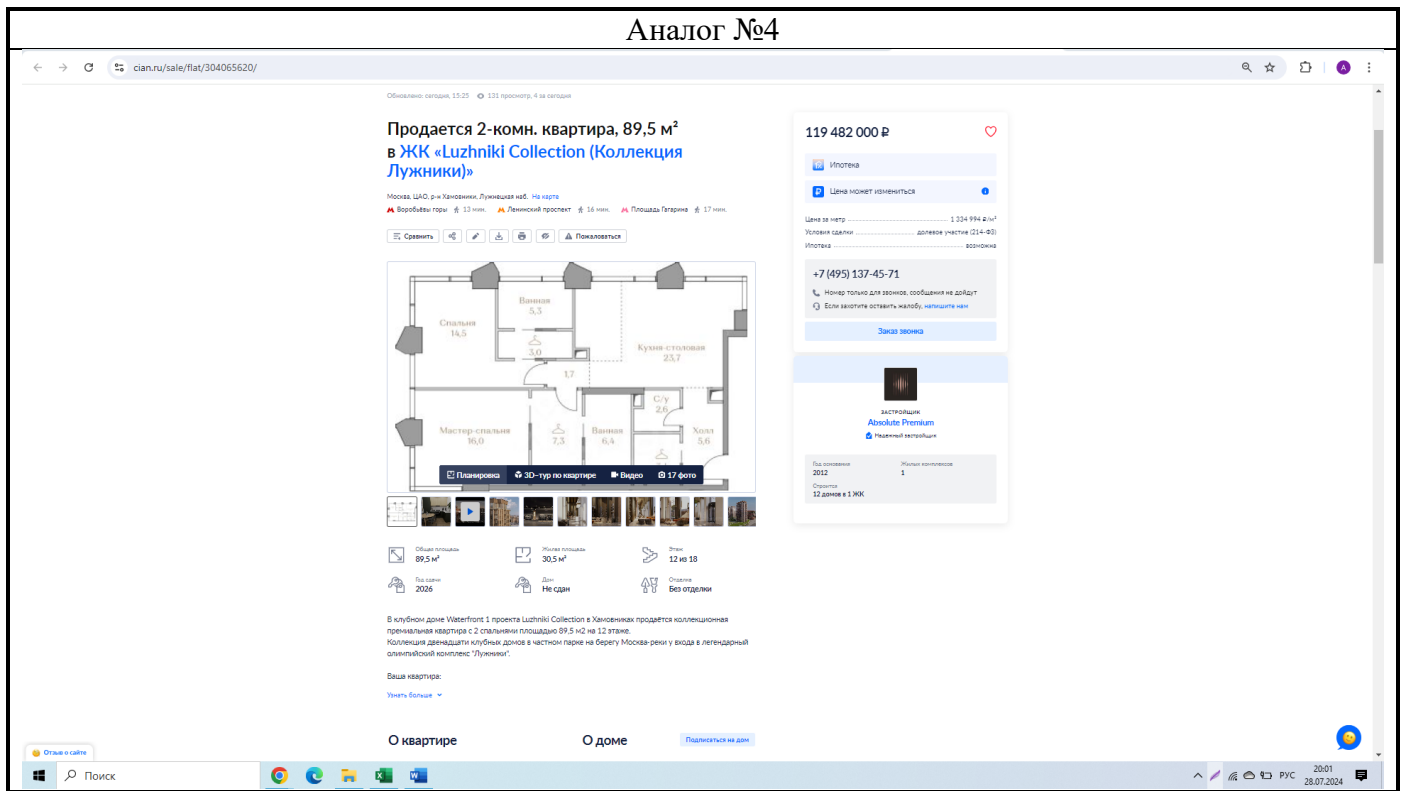 Аналог №4
cian.ru/sale/flat/304065620/
А
Обновлено: сегодня, 15:25 131 просмотр, 4 за сегодня
Продается 2-комн. квартира, 89,5 м²
в ЖК «Luzhniki Collection (Коллекция
Лужники)»
Москва, ЦАО, р-н Хамовники, Лужнецкая наб. На карте
Воробьёвы горы 13 мин. Ленинский проспект 16 мин. Площадь Гагарина 17 мин.
Сравнить Пожаловаться
Ванная
5,3
Спальня
14,5
3,0
Кухня-столовая
23,7
1,7
С/у
2,6
Мастер-спальня
16,0
7,3
Ванная
6,4
Холл
5,6
Планировка 3D-тур по квартире Видео 17 фото
Общая площадь
89,5 м²
Жилая площадь
30,5 м²
Этаж
12 из 18
Год сдачи
2026
Дом
Не сдан
Отделка
Без отделки
В клубном доме Waterfront 1 проекта Luzhniki Collection в Хамовниках продаётся коллекционная
премиальная квартира с 2 спальнями площадью 89,5 м2 на 12 этаже.
Коллекция двенадцати клубных домов в частном парке на берегу Москва-реки у входа в легендарный
олимпийский комплекс "Лужники".
Ваша квартира:
Узнать больше
О квартире О доме Подписаться на дом
119 482 000 ₽
Ипотека
Цена может измениться
Цена за метр 1 334 994 ₽/м²
Условия сделки долевое участие (214-ФЗ)
Ипотека возможна
+7 (495) 137-45-71
Номер только для звонков, сообщения не дойдут
Если захотите оставить жалобу, напишите нам
Заказ звонка
ЗАСТРОЙЩИК
Absolute Premium
Надежный застройщик
Год основания
2012
Жилых комплексов
1
Строится
12 домов в 1 ЖК
Отзыв о сайте
Поиск
РУС
20:01
28.07.2024